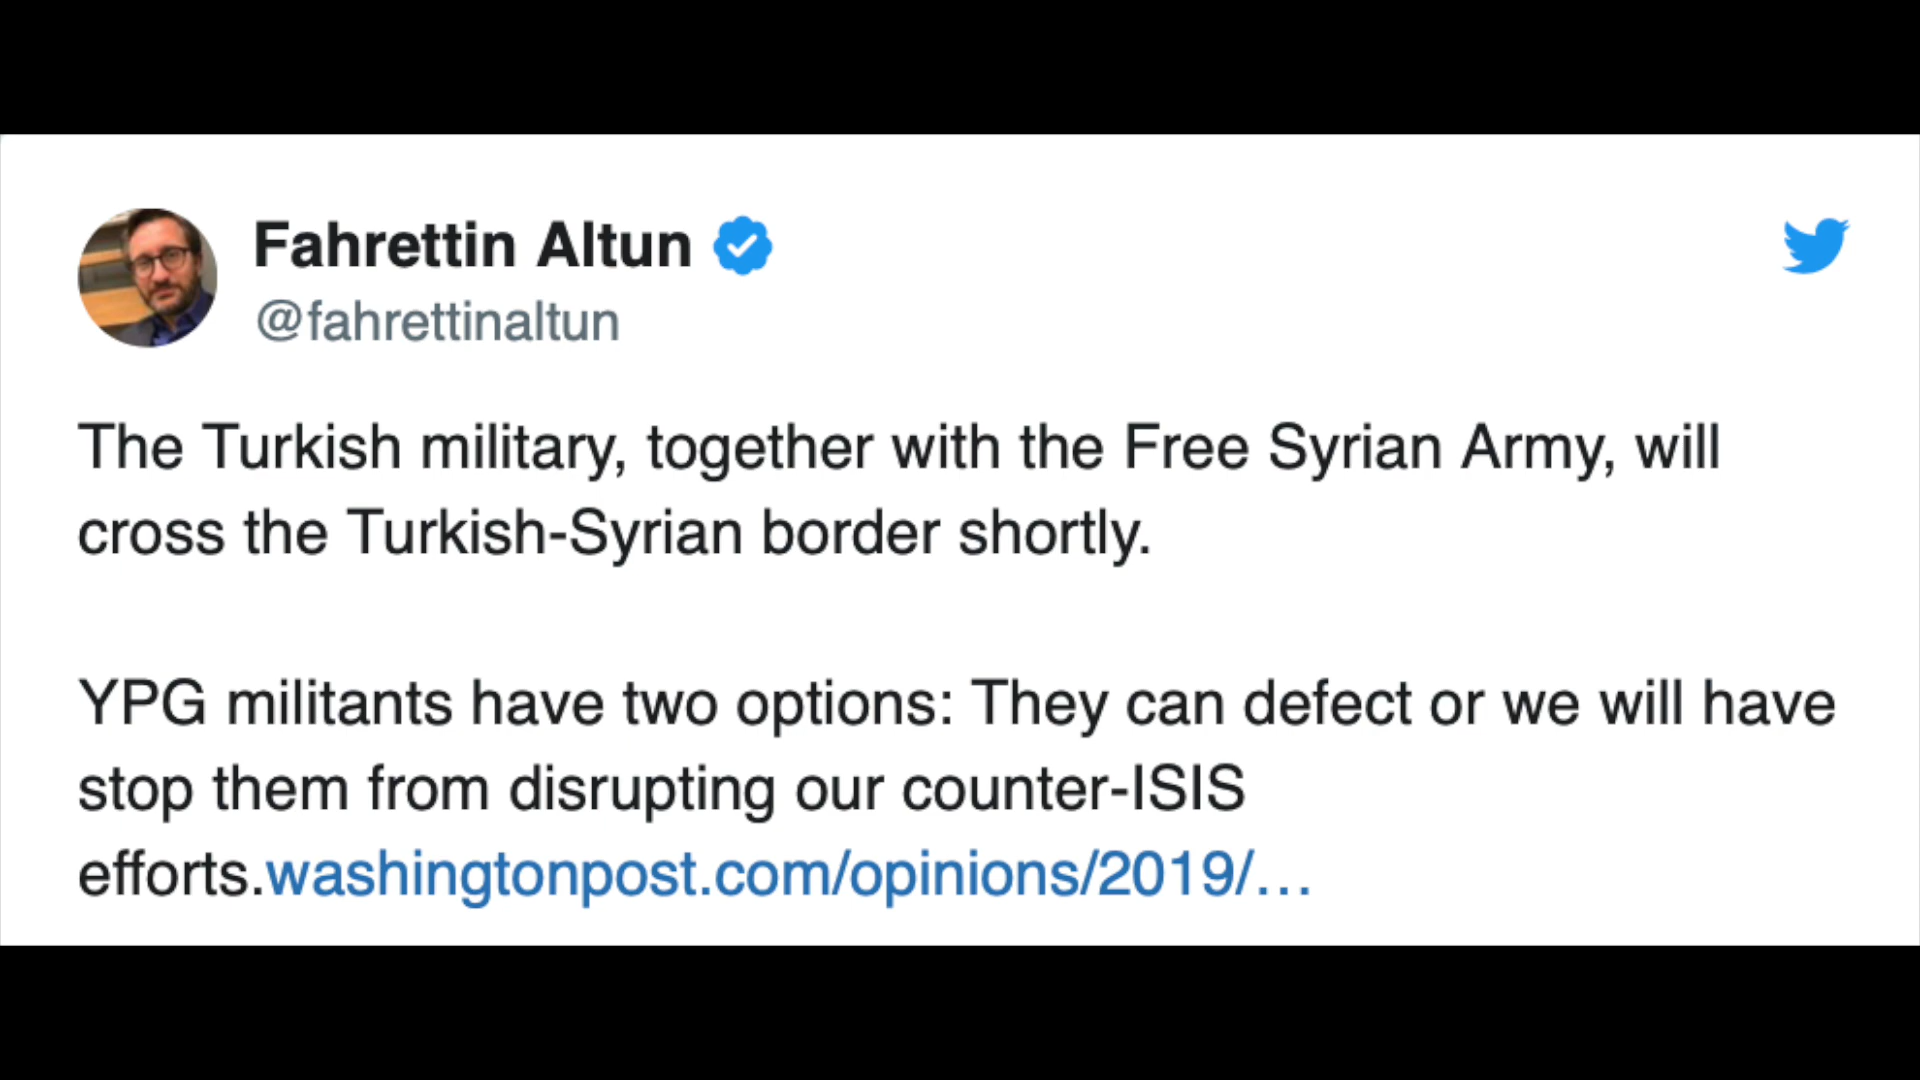 Fahrettin Altun
@fahrettinaltun
The Turkish military, together with the Free Syrian Army, will
cross the Turkish-Syrian border shortly.
YPG militants have two options: They can defect or we will have
stop them from disrupting our counter-ISIS
efforts.washingtonpost.com/opinions/2019/…